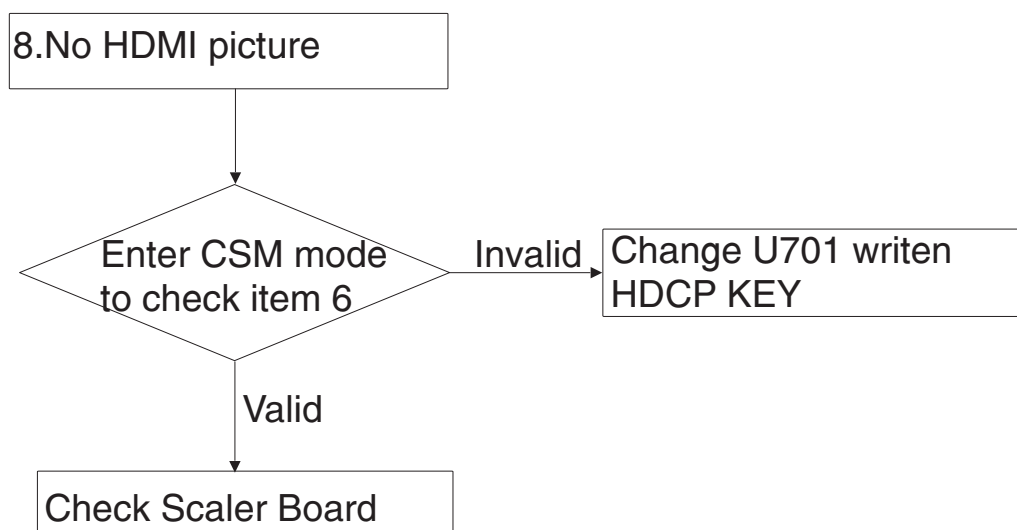 8.No HDMI picture
Enter CSM mode
to check item 6
Invalid
Change U701 writen
HDCP KEY
Valid
Check Scaler Board